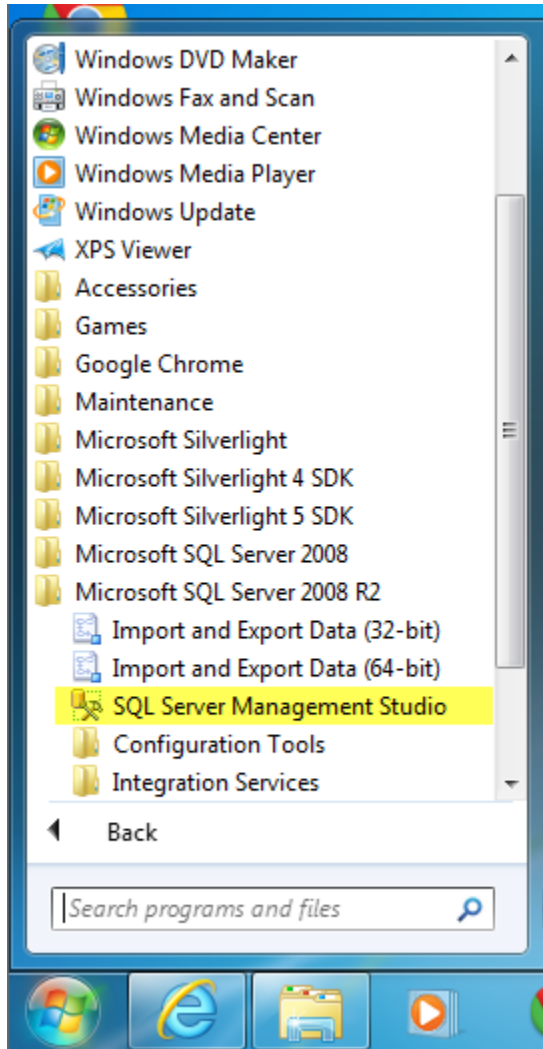 Windows DVD Maker
Windows Fax and Scan
Windows Media Center
Windows Media Player
Windows Update
XPS Viewer
Accessories
Games
Google Chrome
Maintenance
Microsoft Silverlight
Microsoft Silverlight 4 SDK
Microsoft Silverlight 5 SDK
Microsoft SQL Server 2008
Microsoft SQL Server 2008 R2
Import and Export Data (32-bit)
Import and Export Data (64-bit)
SQL Server Management Studio
Configuration Tools
Integration Services
Back
Search programs and files